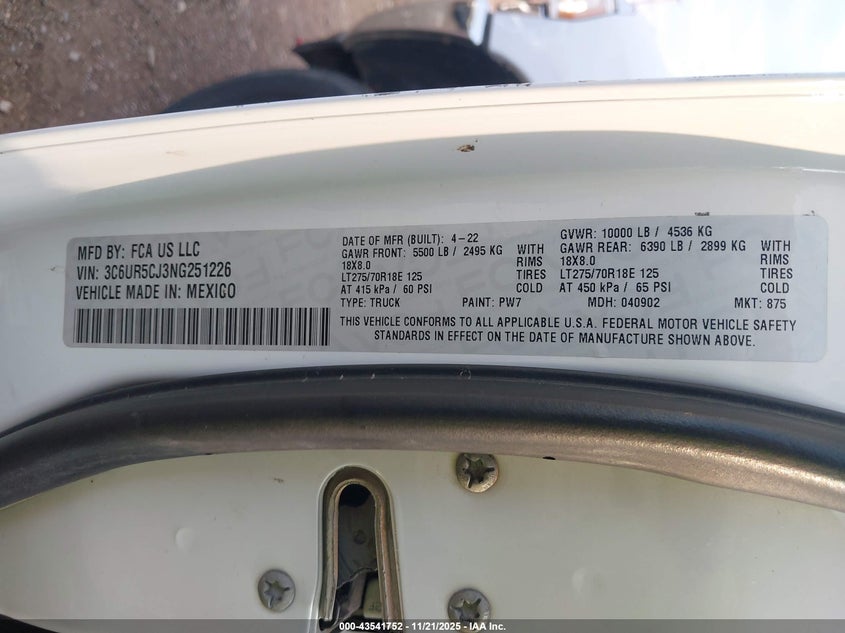 MFD BY: FCA US LLC
VIN: 3C6UR5CJ3NG251226
VEHICLE MADE IN: MEXICO
DATE OF MFR (BUILT): 4-22
GAWR FRONT: 5500 LB / 2495 KG WITH
18X8.0 RIMS
LT275/70R18E 125 TIRES
AT 415 kPa / 60 PSI COLD
GVWR: 10000 LB / 4536 KG
GAWR REAR: 6390 LB / 2899 KG WITH
18X8.0 RIMS
LT275/70R18E 125 TIRES
AT 450 kPa / 65 PSI COLD
TYPE: TRUCK PAINT: PW7 MDH: 040902 MKT: 875
THIS VEHICLE CONFORMS TO ALL APPLICABLE U.S.A. FEDERAL MOTOR VEHICLE SAFETY
STANDARDS IN EFFECT ON THE DATE OF MANUFACTURE SHOWN ABOVE.
000-43541752 - 11/21/2025 - IAA Inc.